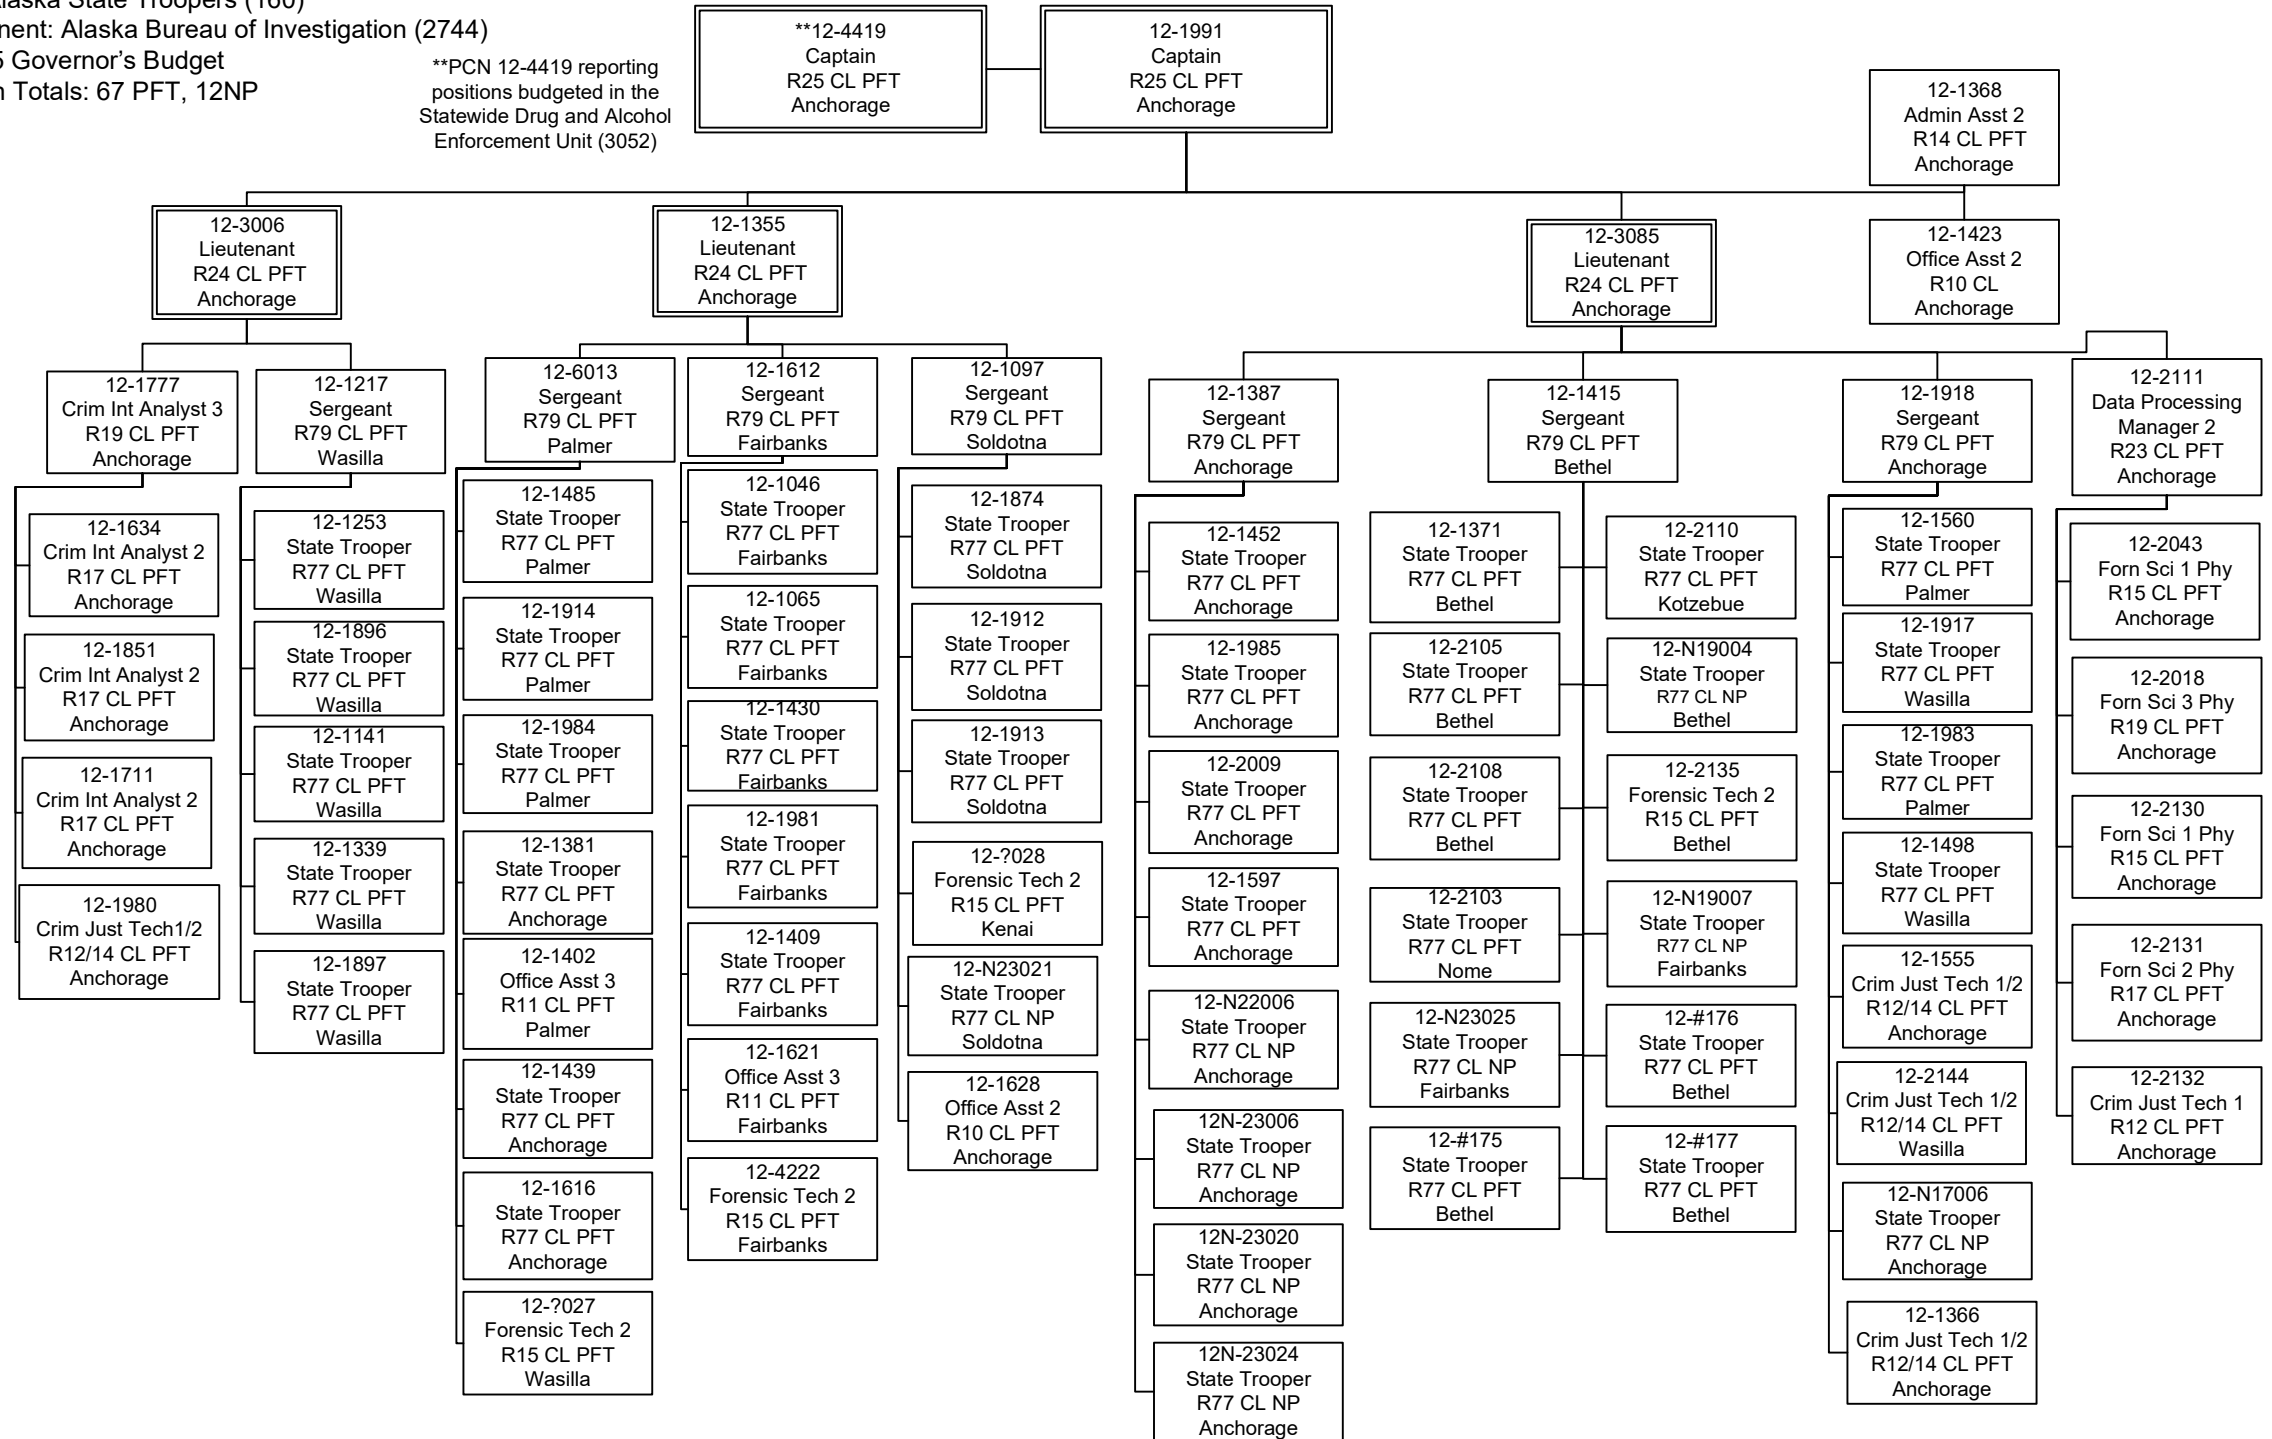 Alaska State Troopers (160)
nent: Alaska Bureau of Investigation (2744)
5 Governor's Budget
n Totals: 67 PFT, 12NP
**PCN 12-4419 reporting
positions budgeted in the
Statewide Drug and Alcohol
Enforcement Unit (3052)
**12-4419
Captain
R25 CL PFT
Anchorage
12-1991
Captain
R25 CL PFT
Anchorage
12-1368
Admin Asst 2
R14 CL PFT
Anchorage
12-3006
Lieutenant
R24 CL PFT
Anchorage
12-1355
Lieutenant
R24 CL PFT
Anchorage
12-3085
Lieutenant
R24 CL PFT
Anchorage
12-1423
Office Asst 2
R10 CL
Anchorage
12-1777
Crim Int Analyst 3
R19 CL PFT
Anchorage
12-1634
Crim Int Analyst 2
R17 CL PFT
Anchorage
12-1851
Crim Int Analyst 2
R17 CL PFT
Anchorage
12-1711
Crim Int Analyst 2
R17 CL PFT
Anchorage
12-1980
Crim Just Tech1/2
R12/14 CL PFT
Anchorage
12-1217
Sergeant
R79 CL PFT
Wasilla
12-1253
State Trooper
R77 CL PFT
Wasilla
12-1896
State Trooper
R77 CL PFT
Wasilla
12-1141
State Trooper
R77 CL PFT
Wasilla
12-1339
State Trooper
R77 CL PFT
Wasilla
12-1897
State Trooper
R77 CL PFT
Wasilla
12-6013
Sergeant
R79 CL PFT
Palmer
12-1485
State Trooper
R77 CL PFT
Palmer
12-1914
State Trooper
R77 CL PFT
Palmer
12-1984
State Trooper
R77 CL PFT
Palmer
12-1381
State Trooper
R77 CL PFT
Anchorage
12-1402
Office Asst 3
R11 CL PFT
Palmer
12-1439
State Trooper
R77 CL PFT
Anchorage
12-1616
State Trooper
R77 CL PFT
Anchorage
12-?027
Forensic Tech 2
R15 CL PFT
Wasilla
12-1612
Sergeant
R79 CL PFT
Fairbanks
12-1046
State Trooper
R77 CL PFT
Fairbanks
12-1065
State Trooper
R77 CL PFT
Fairbanks
12-1430
State Trooper
R77 CL PFT
Fairbanks
12-1981
State Trooper
R77 CL PFT
Fairbanks
12-1409
State Trooper
R77 CL PFT
Fairbanks
12-1621
Office Asst 3
R11 CL PFT
Fairbanks
12-4222
Forensic Tech 2
R15 CL PFT
Fairbanks
12-1097
Sergeant
R79 CL PFT
Soldotna
12-1874
State Trooper
R77 CL PFT
Soldotna
12-1912
State Trooper
R77 CL PFT
Soldotna
12-1913
State Trooper
R77 CL PFT
Soldotna
12-?028
Forensic Tech 2
R15 CL PFT
Kenai
12-N23021
State Trooper
R77 CL NP
Soldotna
12-1628
Office Asst 2
R10 CL PFT
Anchorage
12-1387
Sergeant
R79 CL PFT
Anchorage
12-1452
State Trooper
R77 CL PFT
Anchorage
12-1985
State Trooper
R77 CL PFT
Anchorage
12-2009
State Trooper
R77 CL PFT
Anchorage
12-1597
State Trooper
R77 CL PFT
Anchorage
12-N22006
State Trooper
R77 CL NP
Anchorage
12N-23006
State Trooper
R77 CL NP
Anchorage
12N-23020
State Trooper
R77 CL NP
Anchorage
12N-23024
State Trooper
R77 CL NP
Anchorage
12-1415
Sergeant
R79 CL PFT
Bethel
12-1371
State Trooper
R77 CL PFT
Bethel
12-2105
State Trooper
R77 CL PFT
Bethel
12-2108
State Trooper
R77 CL PFT
Bethel
12-2103
State Trooper
R77 CL PFT
Nome
12-N23025
State Trooper
R77 CL NP
Fairbanks
12-#175
State Trooper
R77 CL PFT
Bethel
12-2110
State Trooper
R77 CL PFT
Kotzebue
12-N19004
State Trooper
R77 CL NP
Bethel
12-2135
Forensic Tech 2
R15 CL PFT
Bethel
12-N19007
State Trooper
R77 CL NP
Fairbanks
12-#176
State Trooper
R77 CL PFT
Bethel
12-#177
State Trooper
R77 CL PFT
Bethel
12-1918
Sergeant
R79 CL PFT
Anchorage
12-1560
State Trooper
R77 CL PFT
Palmer
12-1917
State Trooper
R77 CL PFT
Wasilla
12-1983
State Trooper
R77 CL PFT
Palmer
12-1498
State Trooper
R77 CL PFT
Wasilla
12-1555
Crim Just Tech 1/2
R12/14 CL PFT
Anchorage
12-2144
Crim Just Tech 1/2
R12/14 CL PFT
Wasilla
12-N17006
State Trooper
R77 CL NP
Anchorage
12-1366
Crim Just Tech 1/2
R12/14 CL PFT
Anchorage
12-2111
Data Processing
Manager 2
R23 CL PFT
Anchorage
12-2043
Forn Sci 1 Phy
R15 CL PFT
Anchorage
12-2018
Forn Sci 3 Phy
R19 CL PFT
Anchorage
12-2130
Forn Sci 1 Phy
R15 CL PFT
Anchorage
12-2131
Forn Sci 2 Phy
R17 CL PFT
Anchorage
12-2132
Crim Just Tech 1
R12 CL PFT
Anchorage